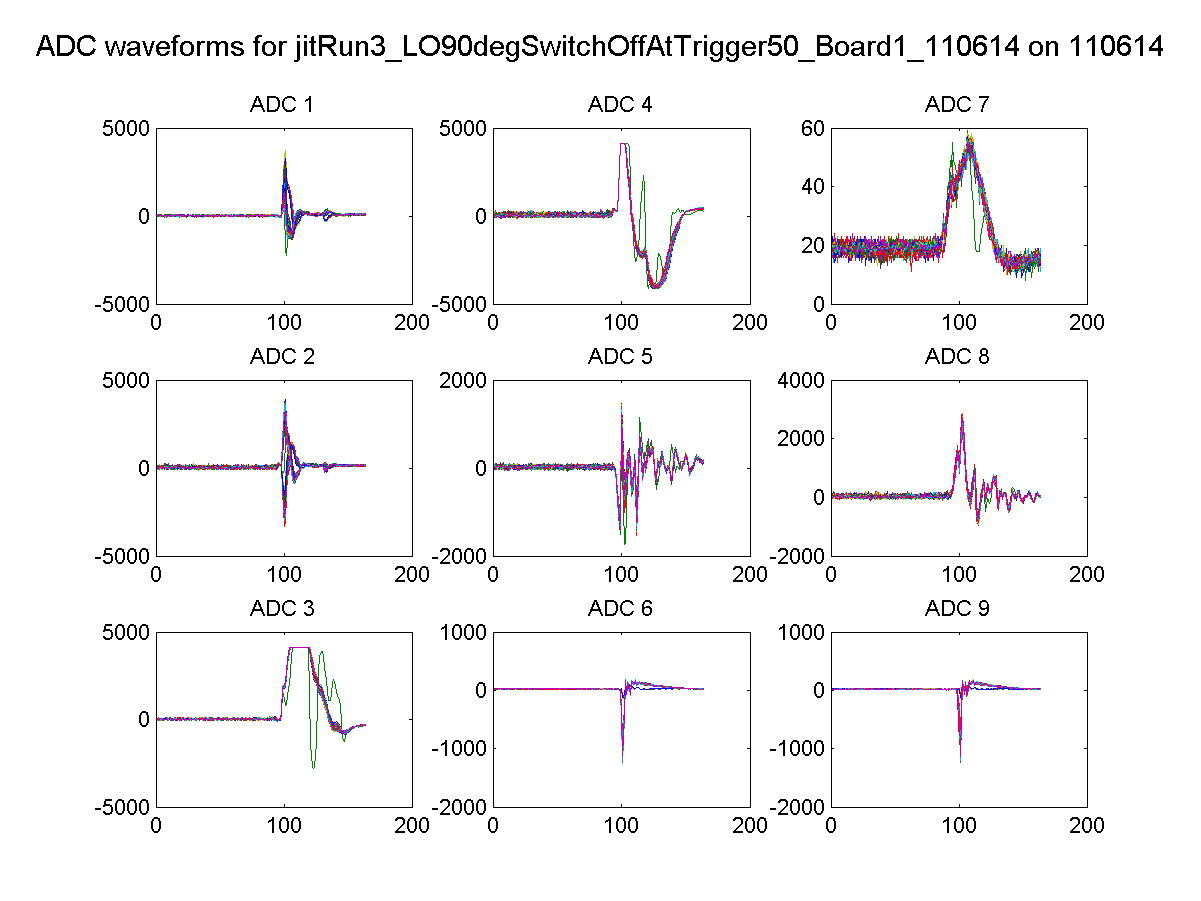 ADC waveforms for jitRun3_LO90degSwitchOffAtTrigger50_Board1_110614 on 110614
ADC 1
5000
0
-5000
0 100 200
ADC 4
5000
0
-5000
0 100 200
ADC 7
60
40
20
0
0 100 200
ADC 2
5000
0
-5000
0 100 200
ADC 5
2000
0
-2000
0 100 200
ADC 8
4000
2000
0
-2000
0 100 200
ADC 3
5000
0
-5000
0 100 200
ADC 6
1000
0
-1000
-2000
0 100 200
ADC 9
1000
0
-1000
-2000
0 100 200